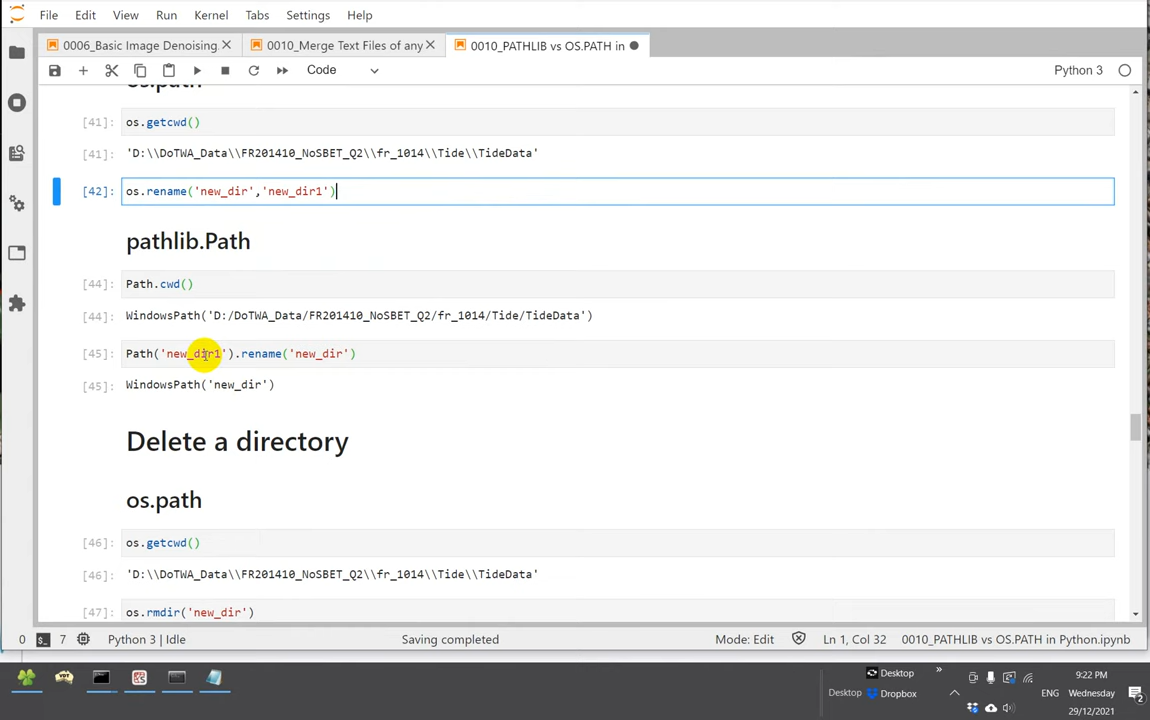 File Edit View Run Kernel Tabs Settings Help
0006_Basic Image Denoising. 0010_Merge Text Files of any 0010_PATHLIB vs OS.PATH in
Code Python 3
os.path
[41]: os.getcwd()
[41]: 'D:\\DoTWA_Data\\FR201410_NoSBET_Q2\\fr_1014\\Tide\\TideData'
[42]: os.rename('new_dir','new_dir1')
pathlib.Path
[44]: Path.cwd()
[44]: WindowsPath('D:/DoTWA_Data/FR201410_NoSBET_Q2/fr_1014/Tide/TideData')
[45]: Path('new_dir1').rename('new_dir')
[45]: WindowsPath('new_dir')
Delete a directory
os.path
[46]: os.getcwd()
[46]: 'D:\\DoTWA_Data\\FR201410_NoSBET_Q2\\fr_1014\\Tide\\TideData'
[47]: os.rmdir('new_dir')
0 7 Python 3 | Idle Saving completed Mode: Edit Ln 1, Col 32 0010_PATHLIB vs OS.PATH in Python.ipynb
Desktop
Desktop Dropbox
ENG
9:22 PM
Wednesday
29/12/2021
2